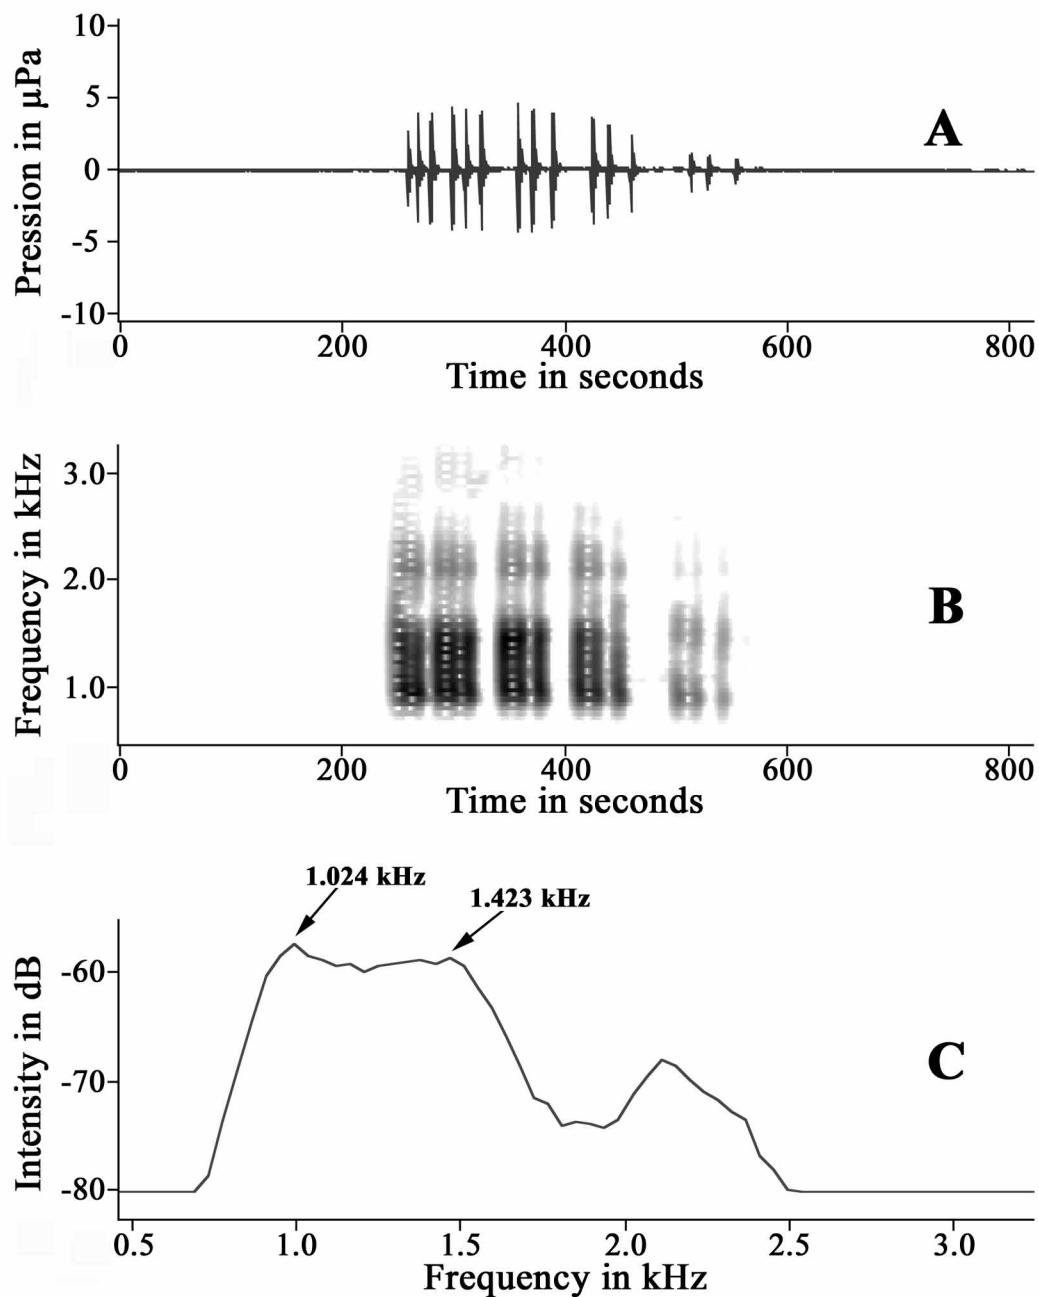 10
5
0
-5
-10
Pression in µPa
A
0 200 400 600 800
Time in seconds
3.0
2.0
1.0
Frequency in kHz
B
0 200 400 600 800
Time in seconds
1.024 kHz
1.423 kHz
-60
-70
-80
Intensity in dB
C
0.5 1.0 1.5 2.0 2.5 3.0
Frequency in kHz